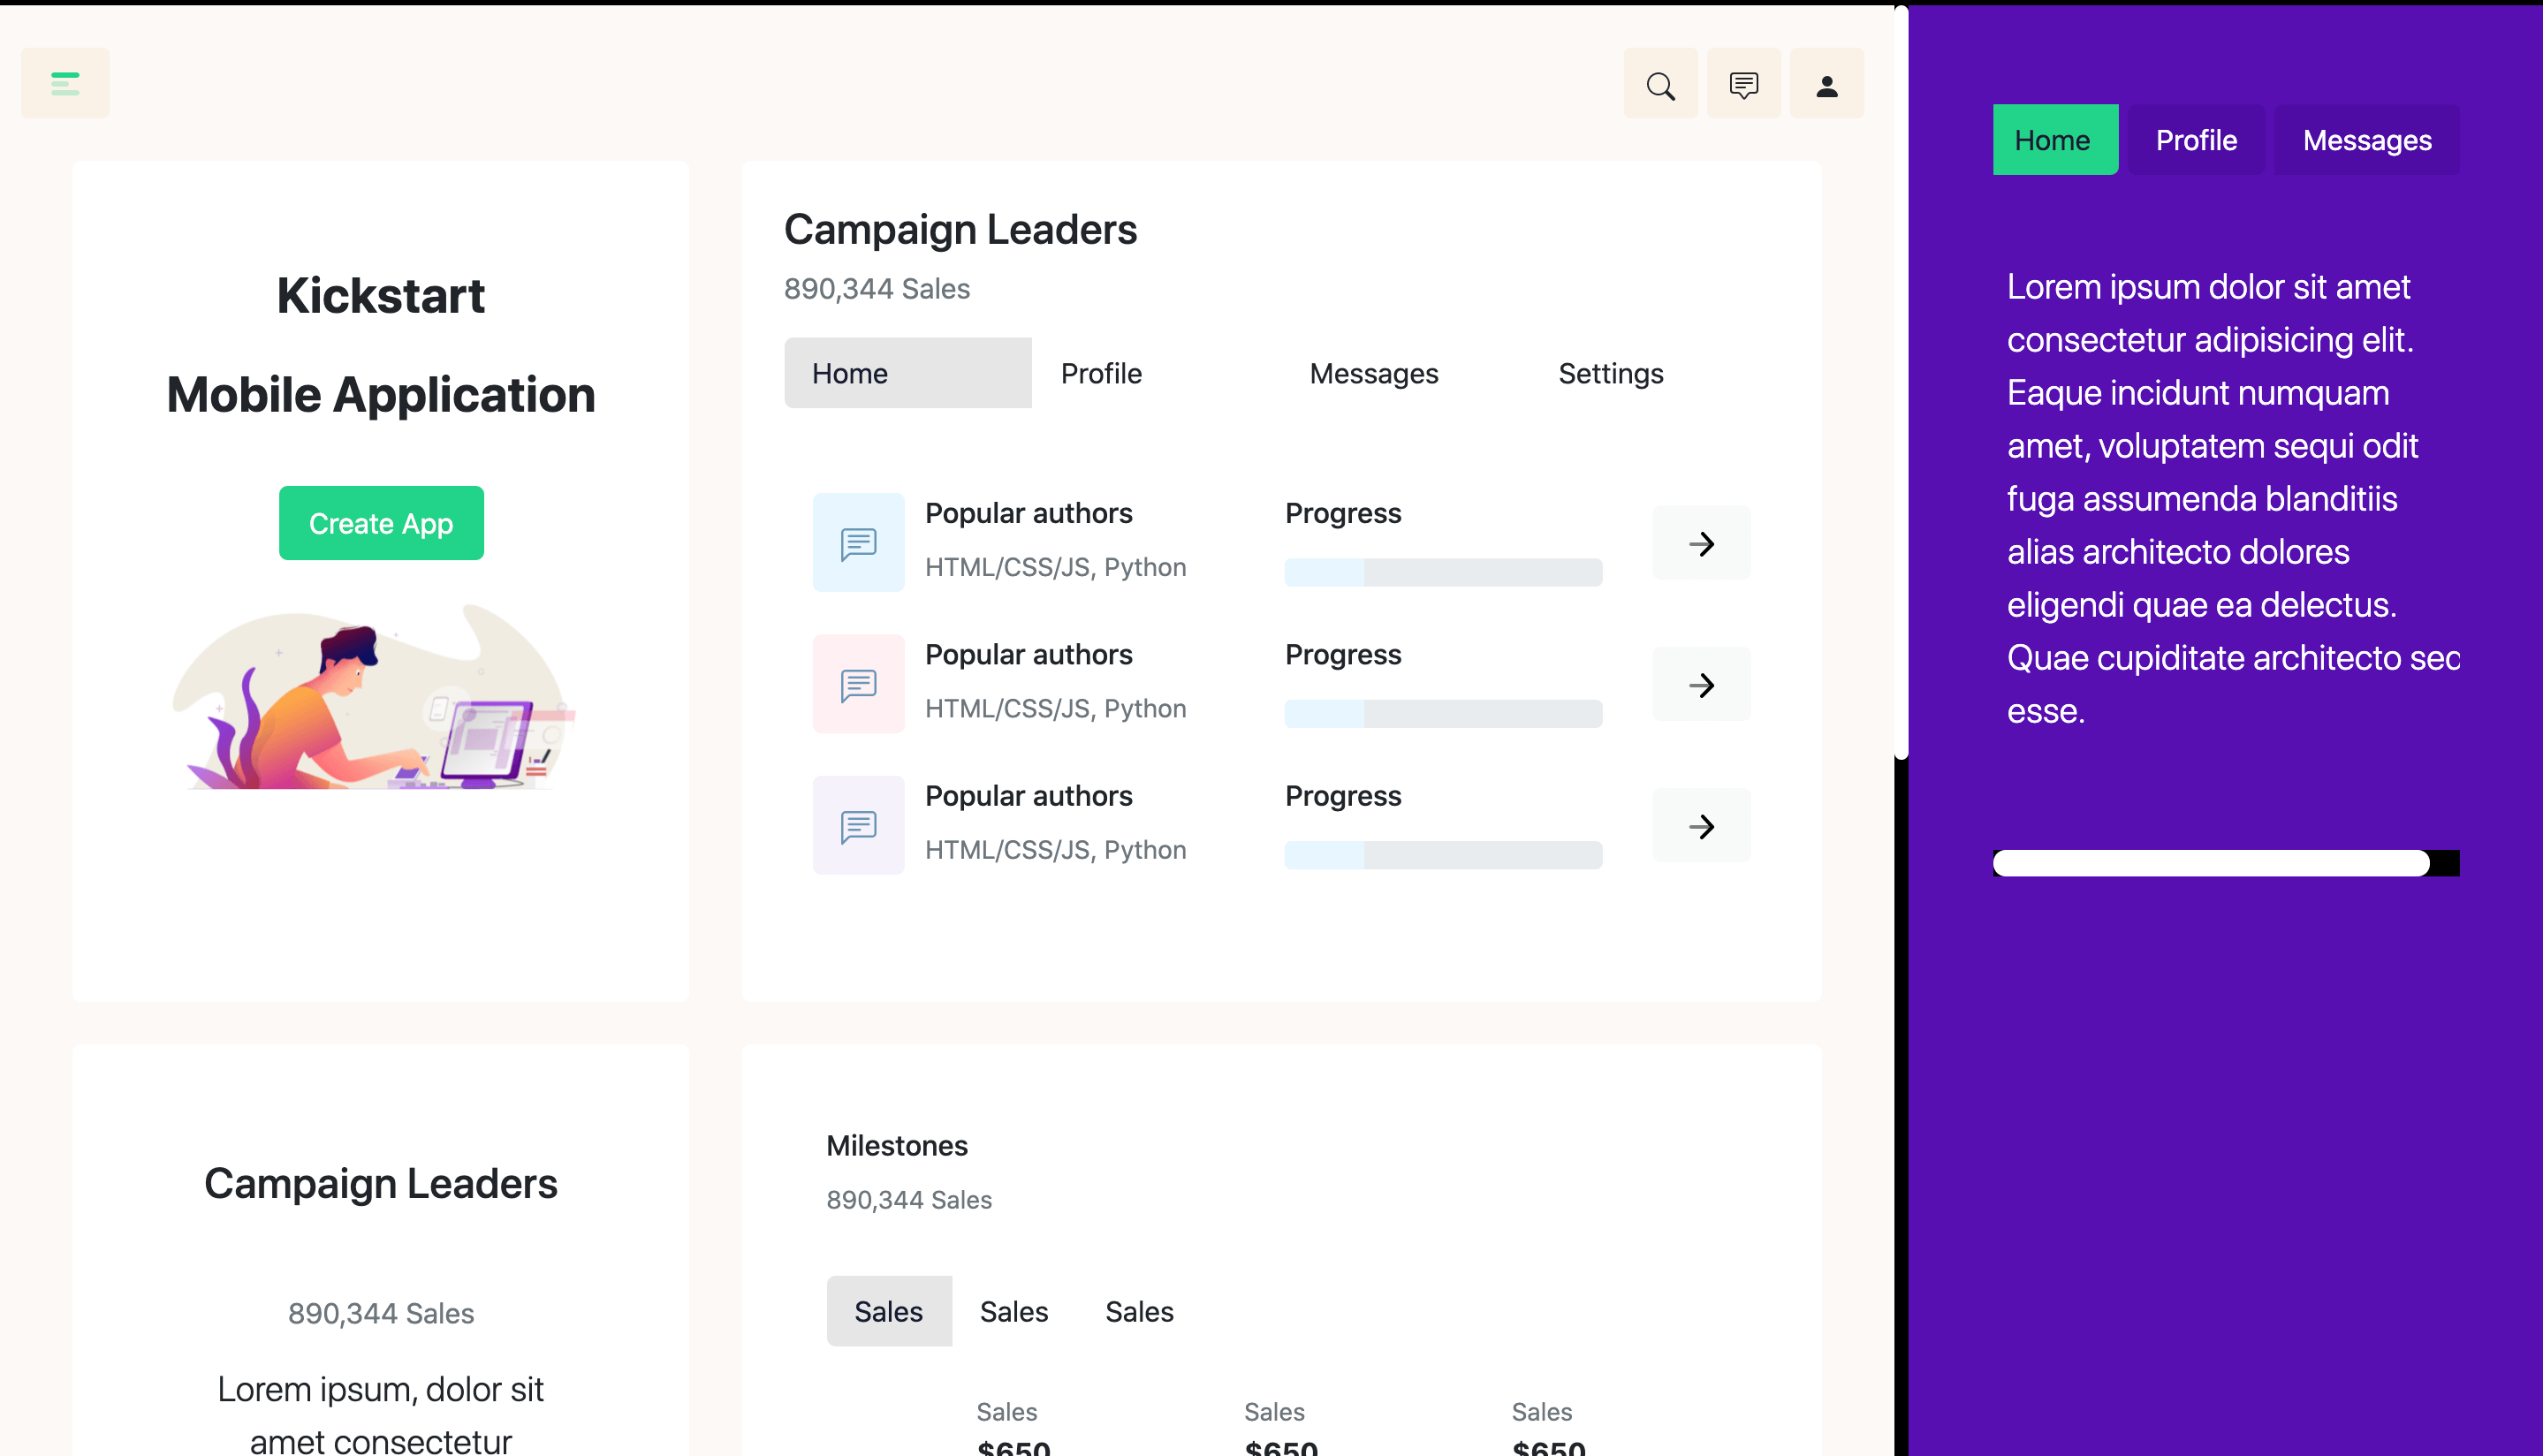 Kickstart
Mobile Application
Create App
Campaign Leaders
890,344 Sales
Home Profile Messages Settings
Popular authors Progress
HTML/CSS/JS, Python
Popular authors Progress
HTML/CSS/JS, Python
Popular authors Progress
HTML/CSS/JS, Python
Campaign Leaders
890,344 Sales
Lorem ipsum, dolor sit
amet consectetur
Milestones
890,344 Sales
Sales Sales Sales
Sales Sales Sales
$650 $650 $650
Home Profile Messages
Lorem ipsum dolor sit amet
consectetur adipisicing elit.
Eaque incidunt numquam
amet, voluptatem sequi odit
fuga assumenda blanditiis
alias architecto dolores
eligendi quae ea delectus.
Quae cupiditate architecto
esse.